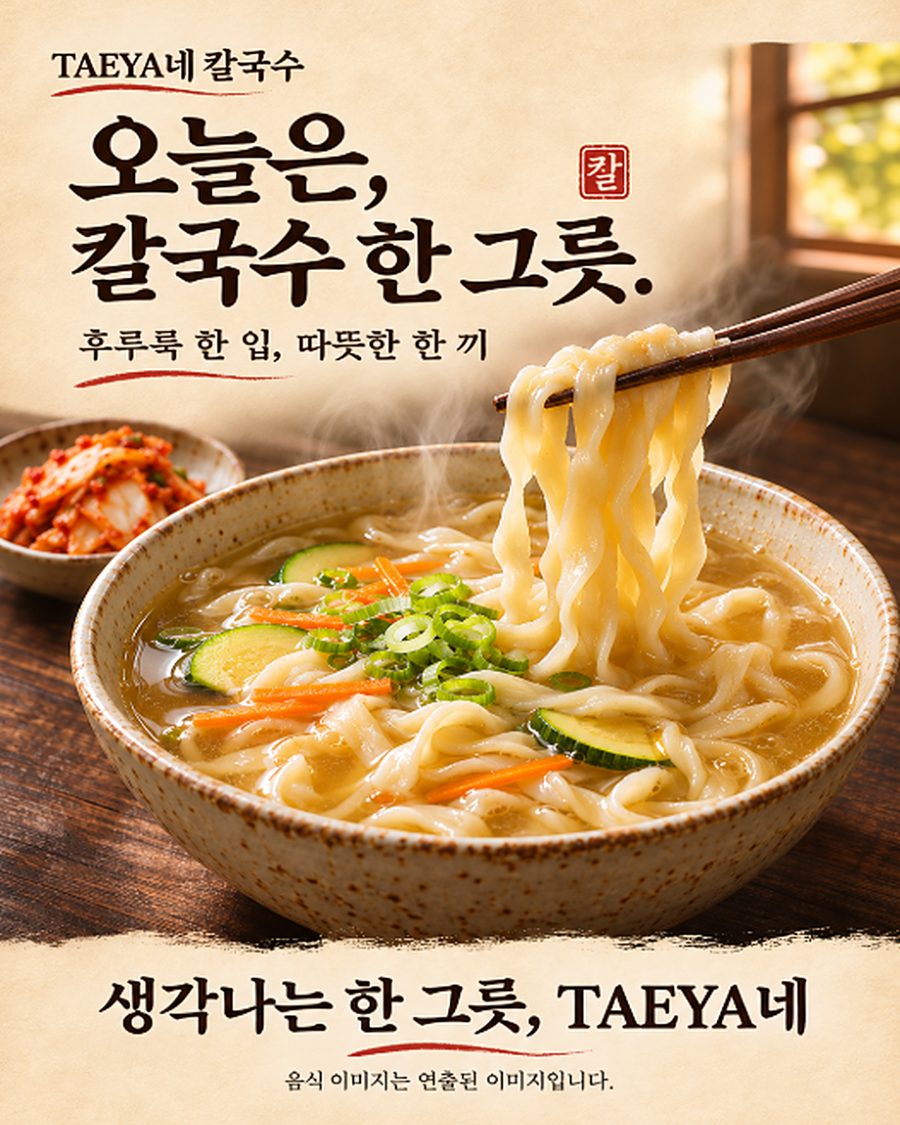 TAEYA네 칼국수
오늘은,
칼
칼국수 한 그릇.
후루룩 한 입, 따뜻한 한 끼
생각나는 한 그릇, TAEYA네
음식 이미지는 연출된 이미지입니다.